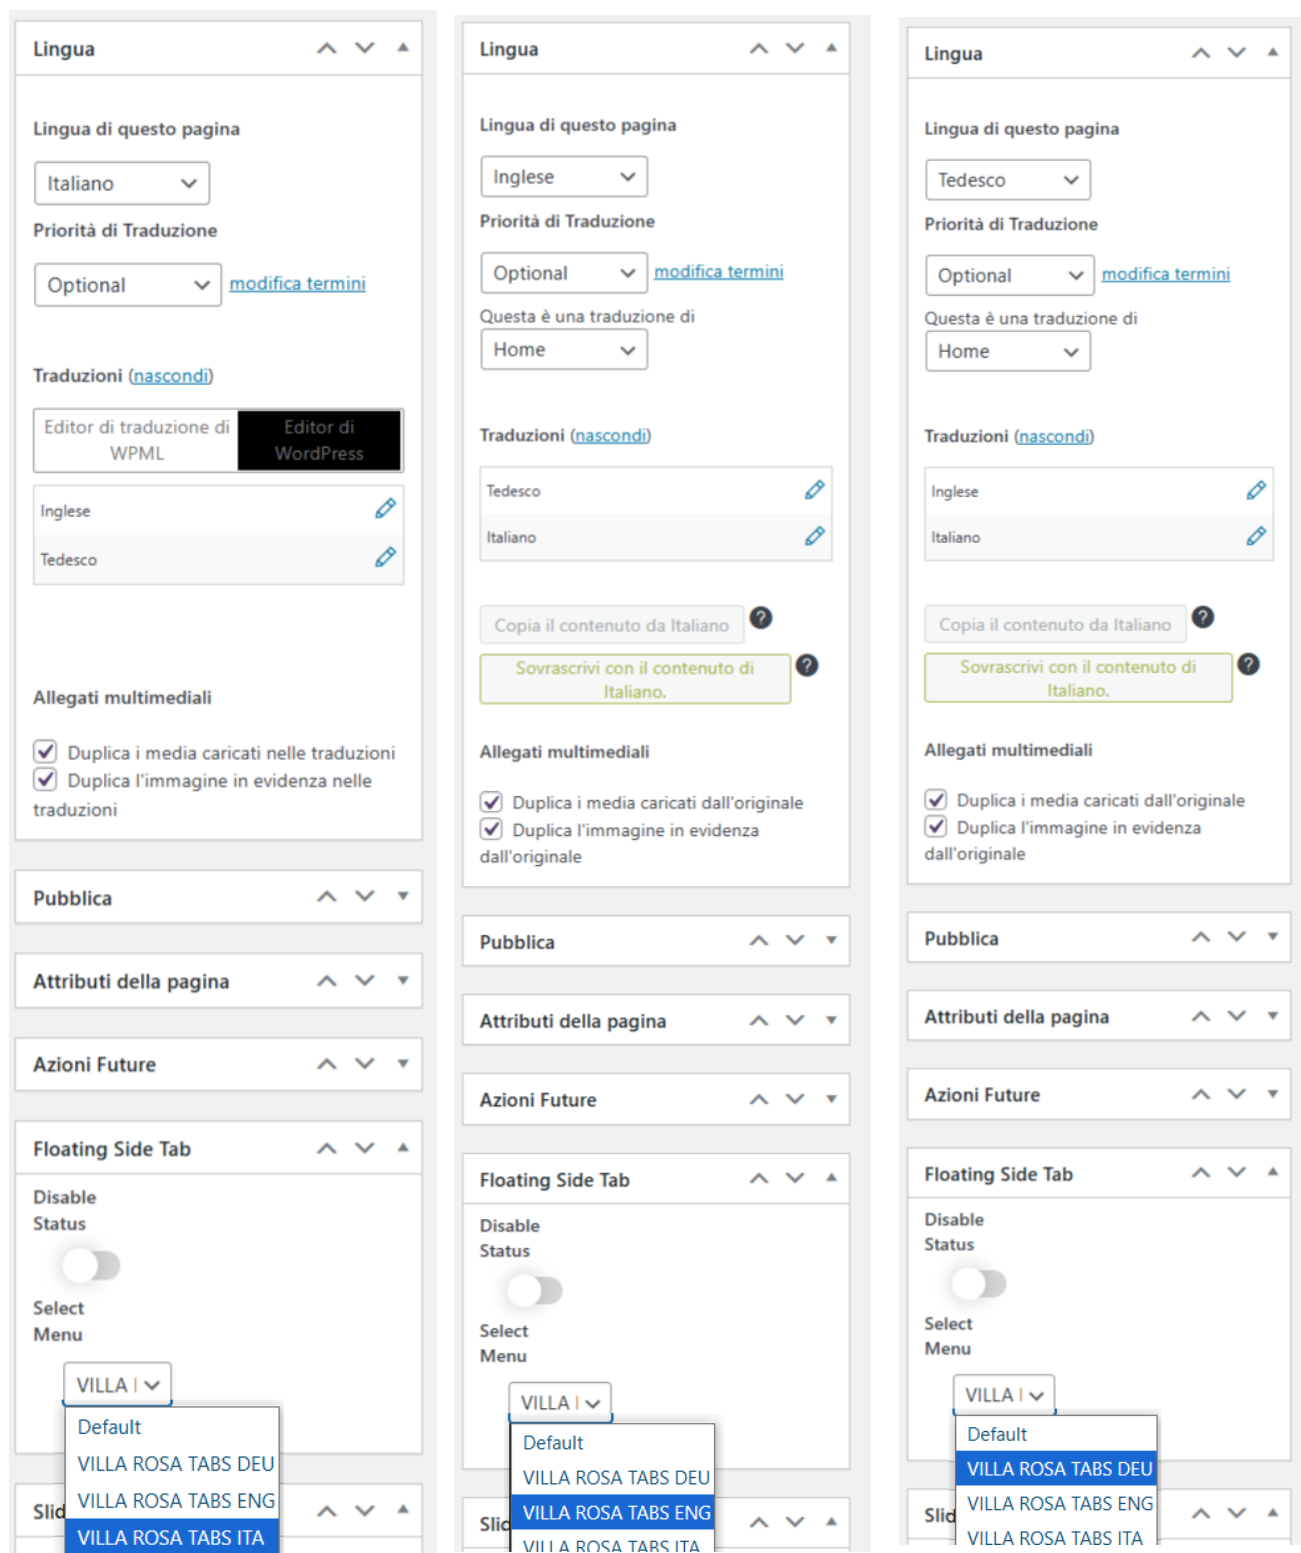 Lingua
Lingua di questo pagina
Italiano
Priorità di Traduzione
Optional modifica termini
Traduzioni (nascondi)
Editor di traduzione di
WPML
Editor di
WordPress
Inglese
Tedesco
Allegati multimediali
Duplica i media caricati nelle traduzioni
Duplica l'immagine in evidenza nelle
traduzioni
Pubblica
Attributi della pagina
Azioni Future
Floating Side Tab
Disable
Status
Select
Menu
VILLA
Default
VILLA ROSA TABS DEU
VILLA ROSA TABS ENG
VILLA ROSA TABS ITA
Slid
Lingua
Lingua di questo pagina
Inglese
Priorità di Traduzione
Optional modifica termini
Questa è una traduzione di
Home
Traduzioni (nascondi)
Tedesco
Italiano
Copia il contenuto da Italiano ?
Sovrascrivi con il contenuto di ?
Italiano.
Allegati multimediali
Duplica i media caricati dall'originale
Duplica l'immagine in evidenza
dall'originale
Pubblica
Attributi della pagina
Azioni Future
Floating Side Tab
Disable
Status
Select
Menu
VILLA
Default
VILLA ROSA TABS DEU
VILLA ROSA TABS ENG
VILLA ROSA TABS ITA
Slid
Lingua
Lingua di questo pagina
Tedesco
Priorità di Traduzione
Optional modifica termini
Questa è una traduzione di
Home
Traduzioni (nascondi)
Inglese
Italiano
Copia il contenuto da Italiano ?
Sovrascrivi con il contenuto di ?
Italiano.
Allegati multimediali
Duplica i media caricati dall'originale
Duplica l'immagine in evidenza
dall'originale
Pubblica
Attributi della pagina
Azioni Future
Floating Side Tab
Disable
Status
Select
Menu
VILLA
Default
VILLA ROSA TABS DEU
VILLA ROSA TABS ENG
VILLA ROSA TABS ITA
Slid